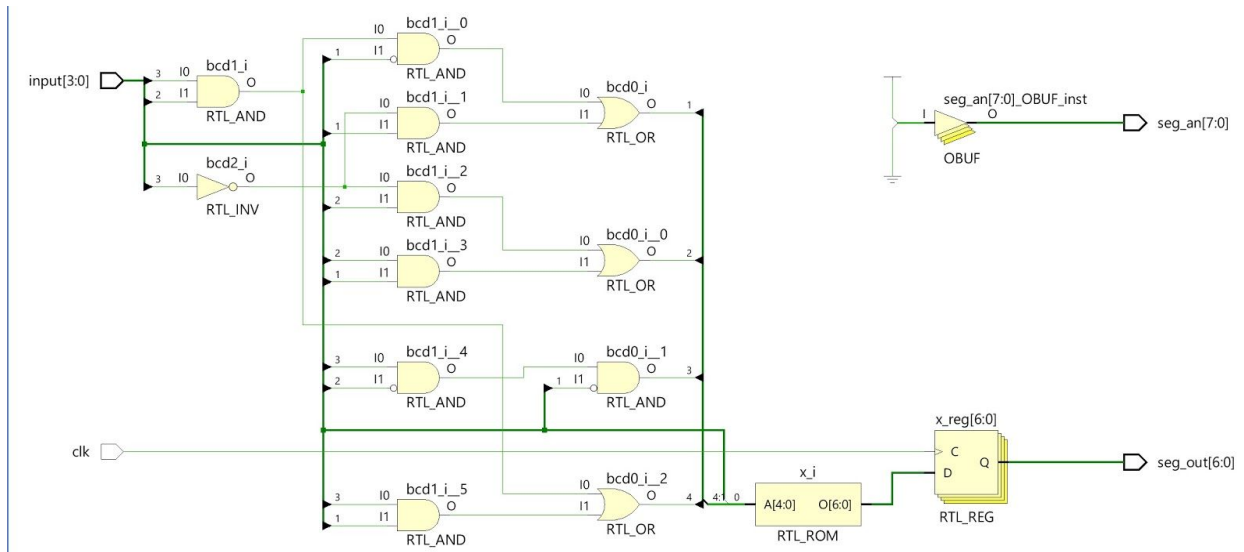 input[3:0]
3 I0 bcd1_i O
2 I1
RTL_AND
3 I0 bcd2_i O
RTL_INV
I0 bcd1_i__0 O
1 I1
RTL_AND
I0 bcd1_i__1 O
1 I1
RTL_AND
I0 bcd1_i__2 O
2 I1
RTL_AND
2 I0 bcd1_i__3 O
1 I1
RTL_AND
3 I0 bcd1_i__4 O
2 I1
RTL_AND
3 I0 bcd1_i__5 O
1 I1
RTL_AND
I0 bcd0_i O 1
I1
RTL_OR
I0 bcd0_i__0 O 2
I1
RTL_OR
I0 bcd0_i__1 O 3
1 I1
RTL_AND
I0 bcd0_i__2 O 4
I1
RTL_OR
clk
4:1 0
x_i
A[4:0] O[6:0]
RTL_ROM
seg_an[7:0]_OBUF_inst
I O
OBUF
seg_an[7:0]
x_reg[6:0]
C
D Q
RTL_REG
seg_out[6:0]